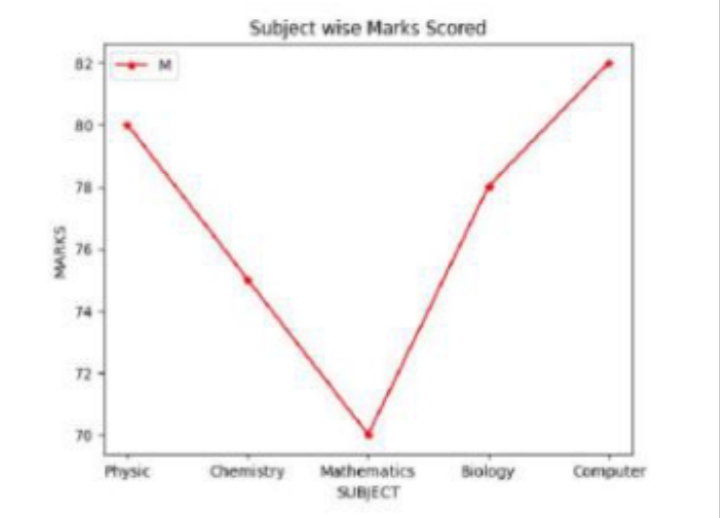 Subject wise Marks Scored
M
82
80
78
76
74
72
70
MARKS
Physic Chemistry Mathematics Biology Computer
SUBJECT